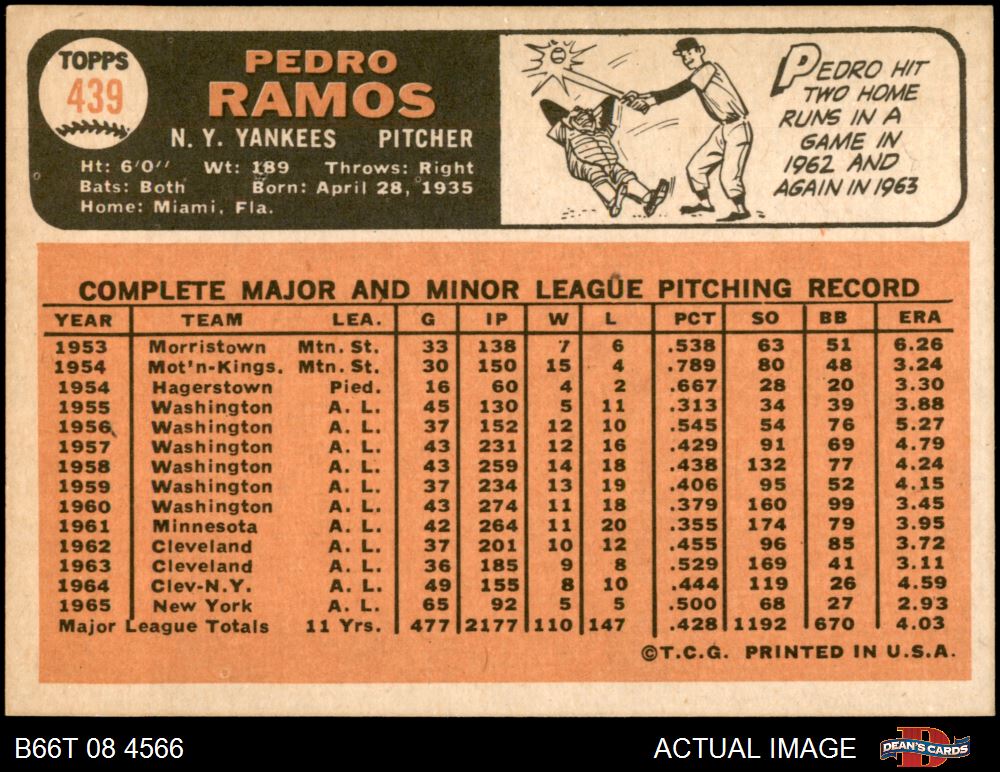 TOPPS
439
PEDRO
RAMOS
N. Y. YANKEES PITCHER
Ht: 6'0'' Wt: 189 Throws: Right
Bats: Both Born: April 28, 1935
Home: Miami, Fla.
PEDRO HIT
TWO HOME
RUNS IN A
GAME IN
1962 AND
AGAIN IN 1963
COMPLETE MAJOR AND MINOR LEAGUE PITCHING RECORD
YEAR TEAM LEA. G IP W L PCT SO BB ERA
1953 Morristown Mtn. St. 33 138 7 6 .538 63 51 6.26
1954 Mot'n-Kings. Mtn. St. 30 150 15 4 .789 80 48 3.24
1954 Hagerstown Pied. 16 60 4 2 .667 28 20 3.30
1955 Washington A. L. 45 130 5 11 .313 34 39 3.88
1956 Washington A. L. 37 152 12 10 .545 54 76 5.27
1957 Washington A. L. 43 231 12 16 .429 91 69 4.79
1958 Washington A. L. 43 259 14 18 .438 132 77 4.24
1959 Washington A. L. 37 234 13 19 .406 95 52 4.15
1960 Washington A. L. 43 274 11 18 .379 160 99 3.45
1961 Minnesota A. L. 42 264 11 20 .355 174 79 3.95
1962 Cleveland A. L. 37 201 10 12 .455 96 85 3.72
1963 Cleveland A. L. 36 185 9 8 .529 169 41 3.11
1964 Clev-N.Y. A. L. 49 155 8 10 .444 119 26 4.59
1965 New York A. L. 65 92 5 5 .500 68 27 2.93
Major League Totals 11 Yrs. 477 2177 110 147 .428 1192 670 4.03
©T.C.G. PRINTED IN U.S.A.
B66T 08 4566
ACTUAL IMAGE
DEAN'S CARDS